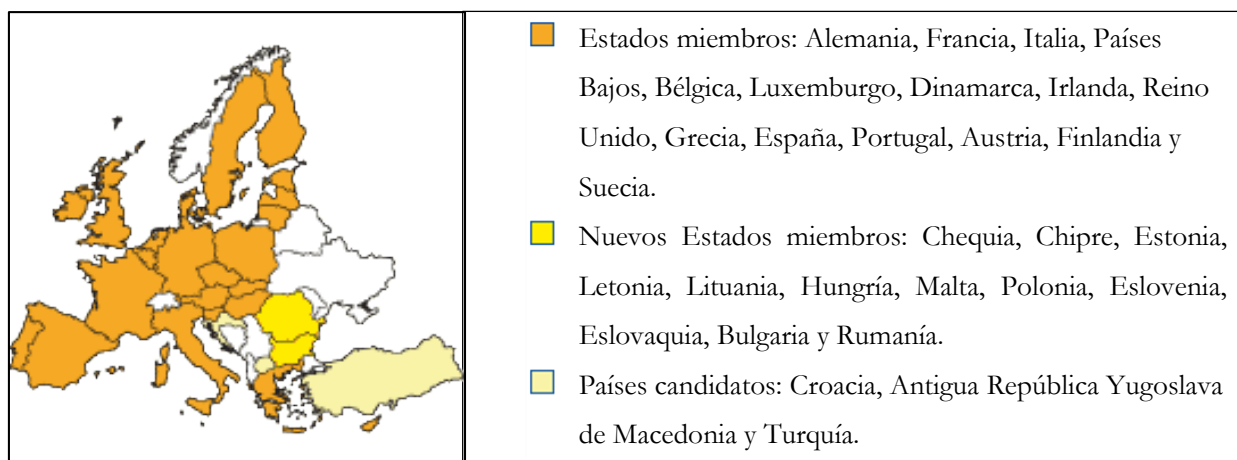 Estados miembros: Alemania, Francia, Italia, Países
Bajos, Bélgica, Luxemburgo, Dinamarca, Irlanda, Reino
Unido, Grecia, España, Portugal, Austria, Finlandia y
Suecia.
Nuevos Estados miembros: Chequia, Chipre, Estonia,
Letonia, Lituania, Hungría, Malta, Polonia, Eslovenia,
Eslovaquia, Bulgaria y Rumanía.
Países candidatos: Croacia, Antigua República Yugoslava
de Macedonia y Turquía.